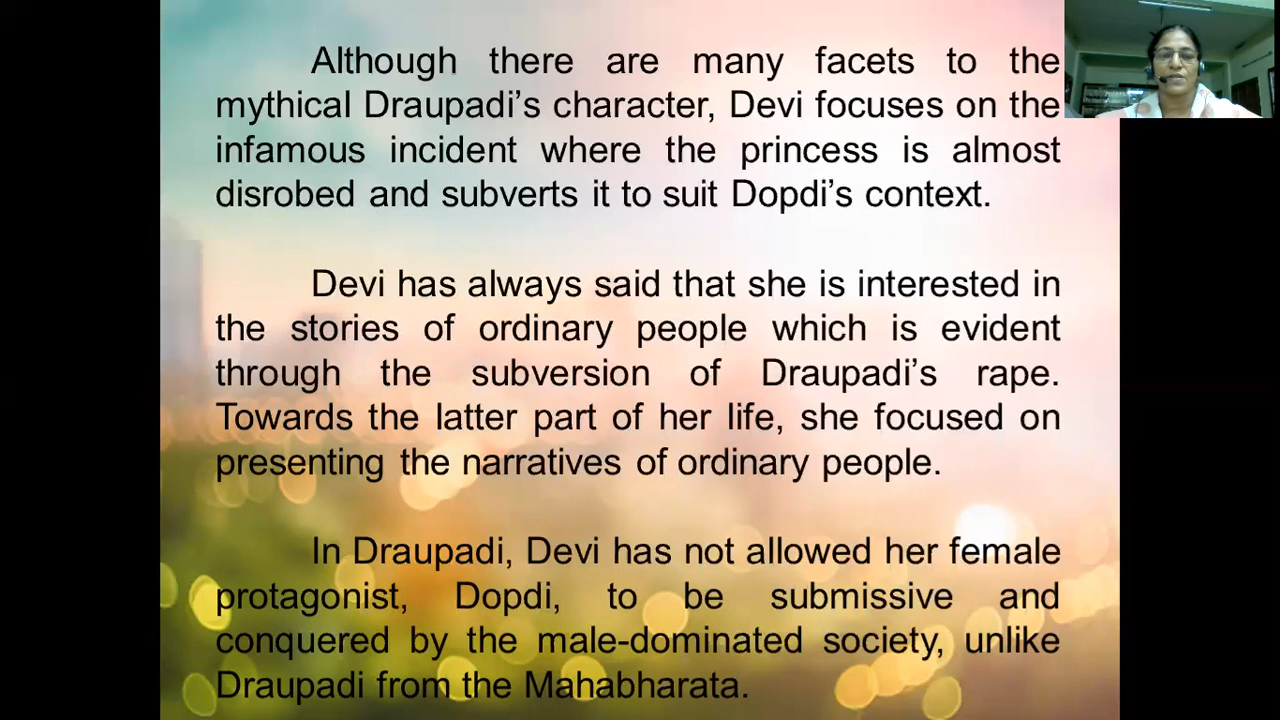 Although there are many facets to the
mythical Draupadi’s character, Devi focuses on the
infamous incident where the princess is almost
disrobed and subverts it to suit Dopdi’s context.
Devi has always said that she is interested in
the stories of ordinary people which is evident
through the subversion of Draupadi’s rape.
Towards the latter part of her life, she focused on
presenting the narratives of ordinary people.
In Draupadi, Devi has not allowed her female
protagonist, Dopdi, to be submissive and
conquered by the male-dominated society, unlike
Draupadi from the Mahabharata.